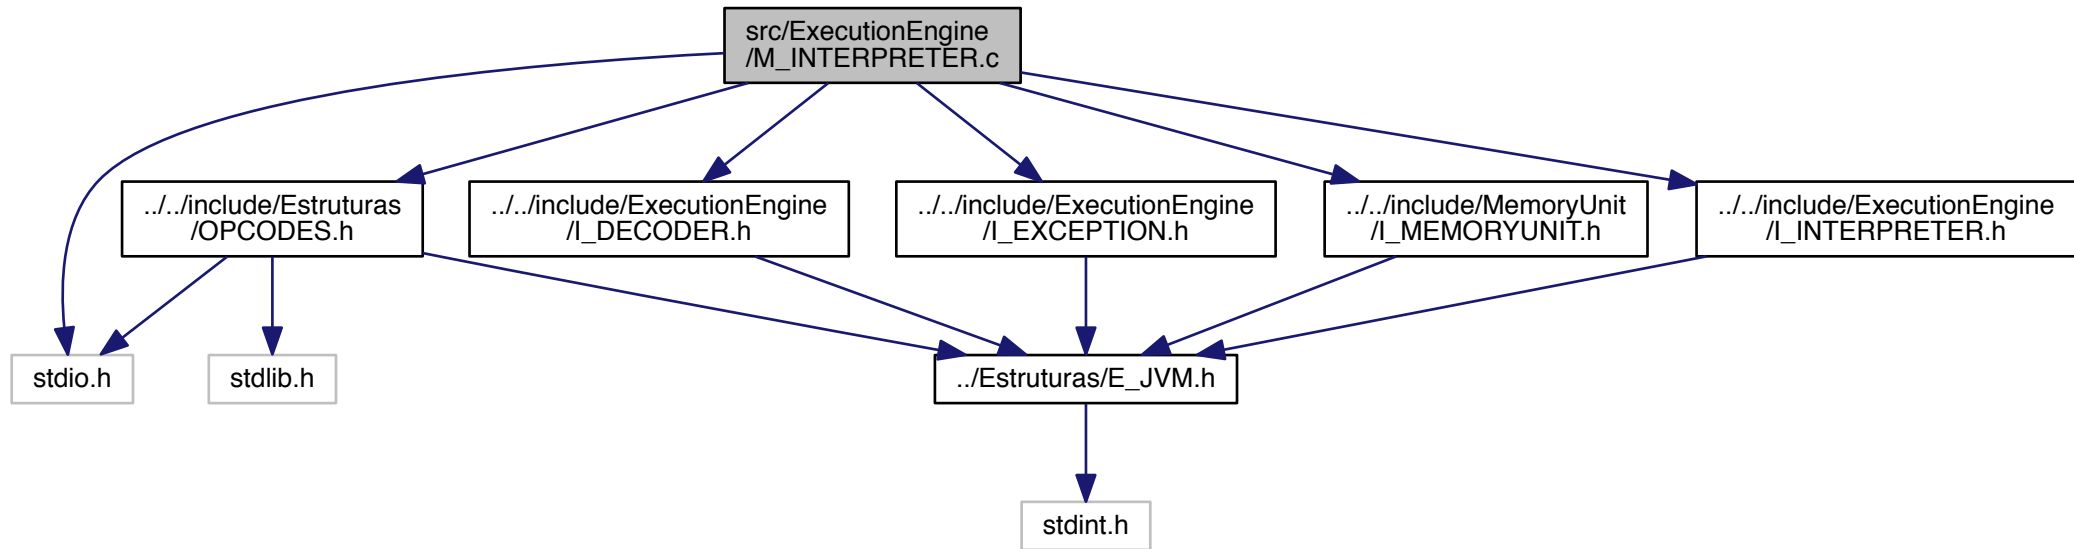 src/ExecutionEngine
/M_INTERPRETER.c
../../include/Estruturas
/OPCODES.h
../../include/ExecutionEngine
/I_DECODER.h
../../include/ExecutionEngine
/I_EXCEPTION.h
../../include/MemoryUnit
/I_MEMORYUNIT.h
../../include/ExecutionEngine
/I_INTERPRETER.h
stdio.h
stdlib.h
../Estruturas/E_JVM.h
stdint.h